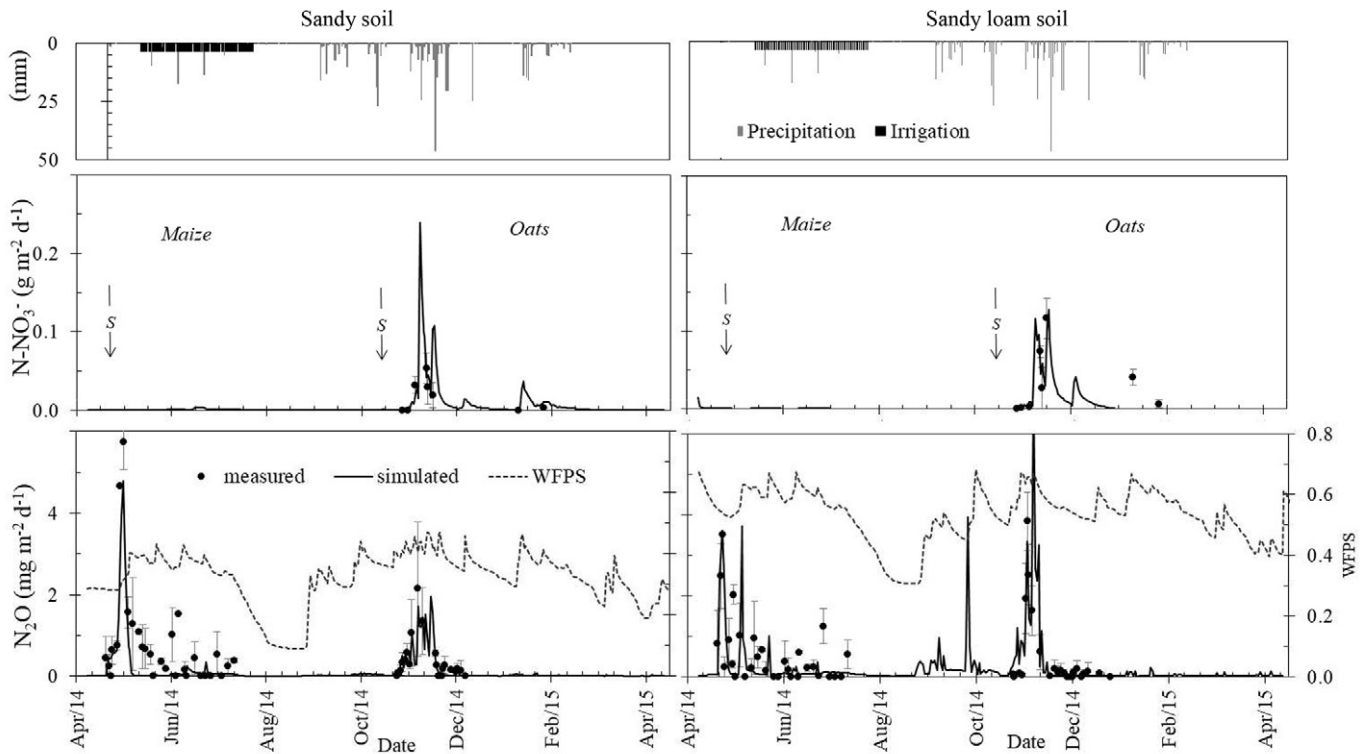 Sandy soil Sandy loam soil
0
25
50
(mm)
Precipitation Irrigation
0.2
0.1
0.0
N-NO₃⁻ (g m⁻² d⁻¹)
Maize Oats Maize Oats
S S S S
4
2
0
N₂O (mg m⁻² d⁻¹)
measured simulated WFPS
0.8
0.6
0.4
0.2
0.0
WFPS
Apr/14 Jun/14 Aug/14 Oct/14 Dec/14 Feb/15 Apr/15 Apr/14 Jun/14 Aug/14 Oct/14 Dec/14 Feb/15 Apr/15
Date Date